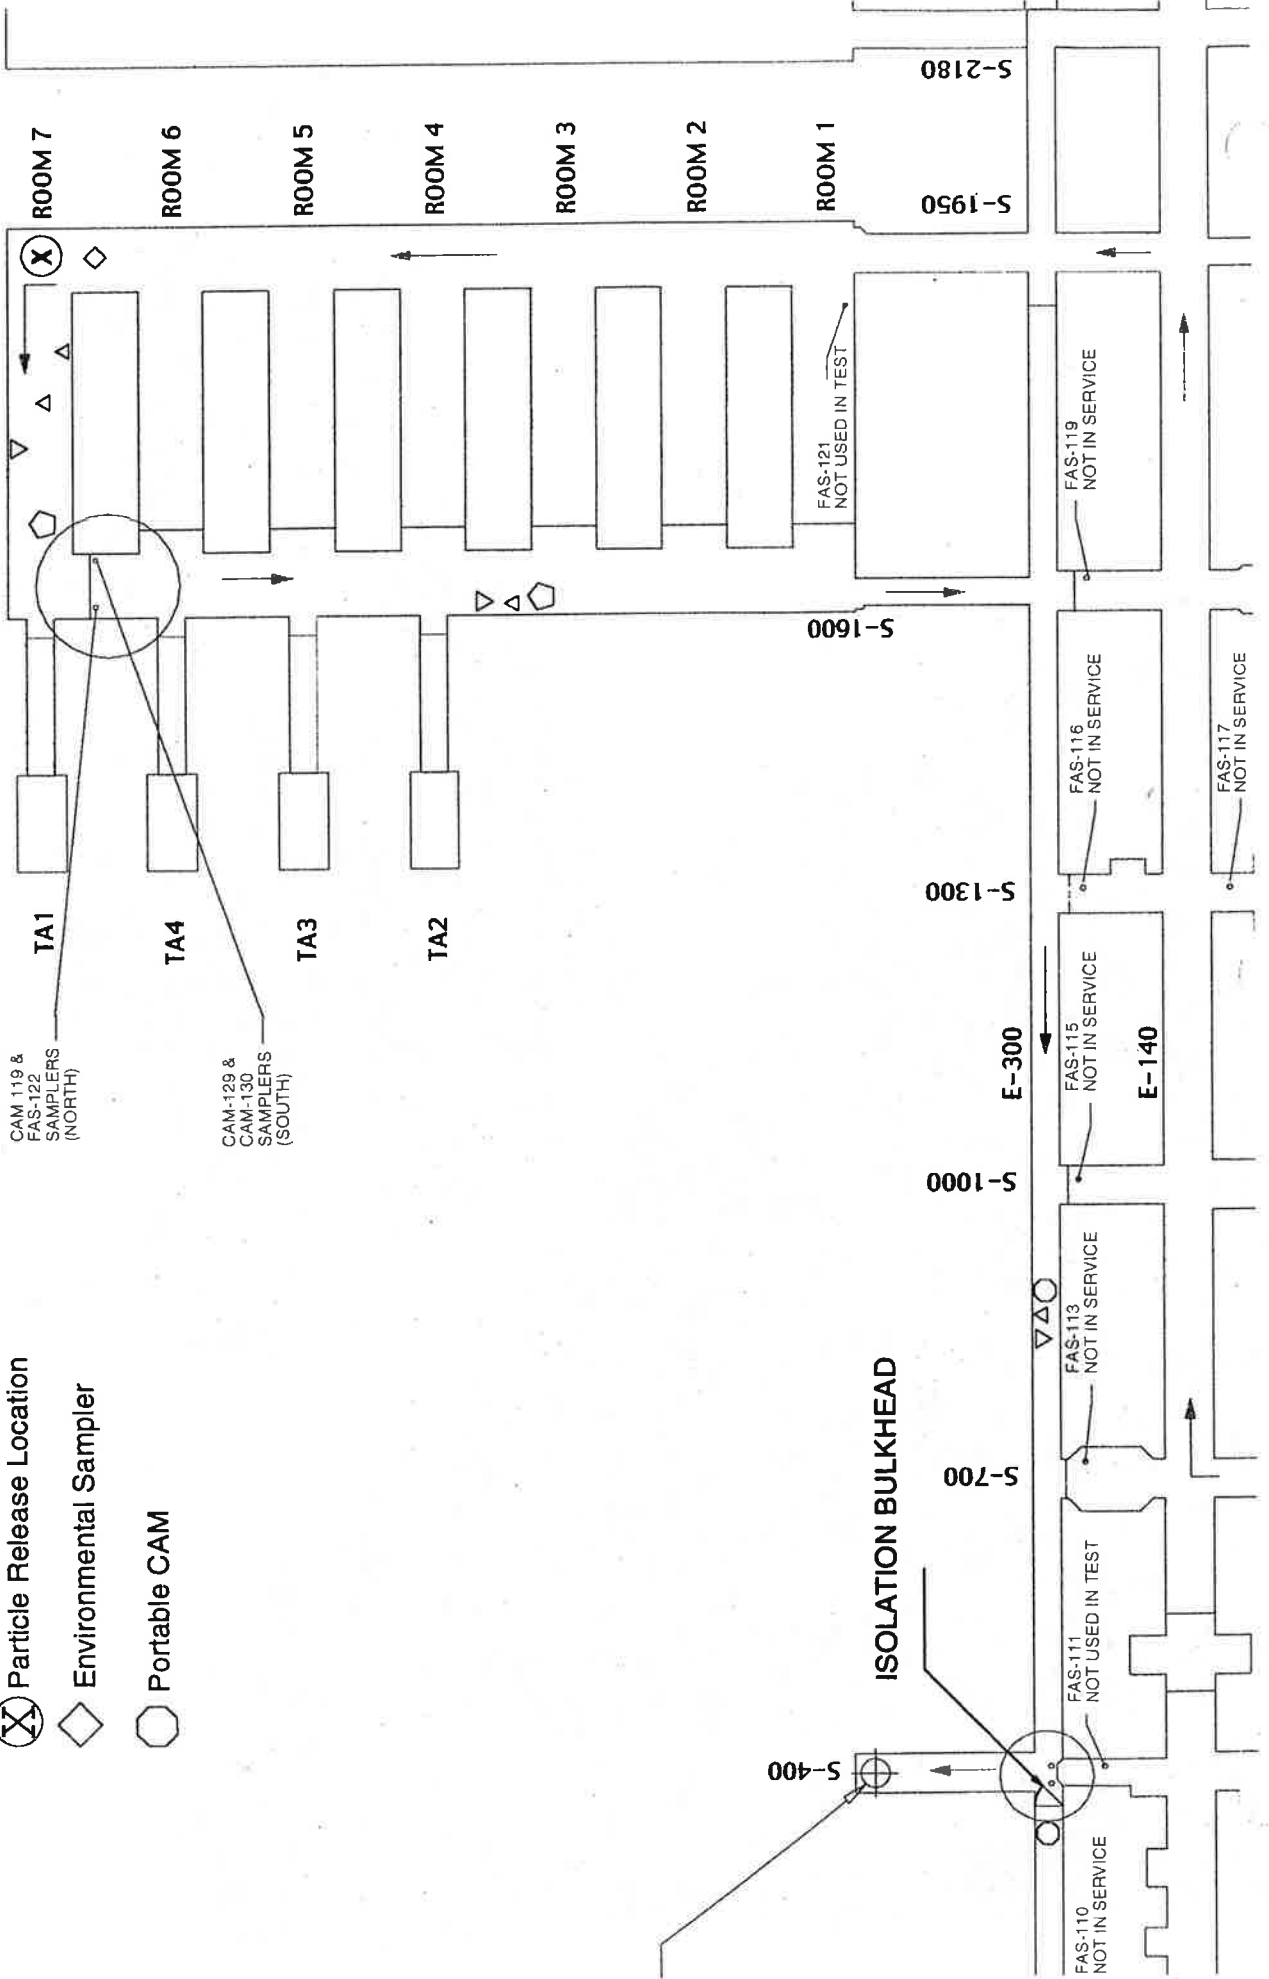 Particle Release Location
Environmental Sampler
Portable CAM
CAM 119 &
FAS-122
SAMPLERS
(NORTH)
CAM-129 &
CAM-130
SAMPLERS
(SOUTH)
TA1
TA4
TA3
TA2
ROOM 7
ROOM 6
ROOM 5
ROOM 4
ROOM 3
ROOM 2
ROOM 1
X
X
FAS-121
NOT USED IN TEST
S-400
S-700
S-1000
S-1300
S-1600
S-1950
S-2180
ISOLATION BULKHEAD
E-300
E-140
FAS-110
NOT IN SERVICE
FAS-111
NOT USED IN TEST
FAS-113
NOT IN SERVICE
FAS-115
NOT IN SERVICE
FAS-116
NOT IN SERVICE
FAS-117
NOT IN SERVICE
FAS-119
NOT IN SERVICE